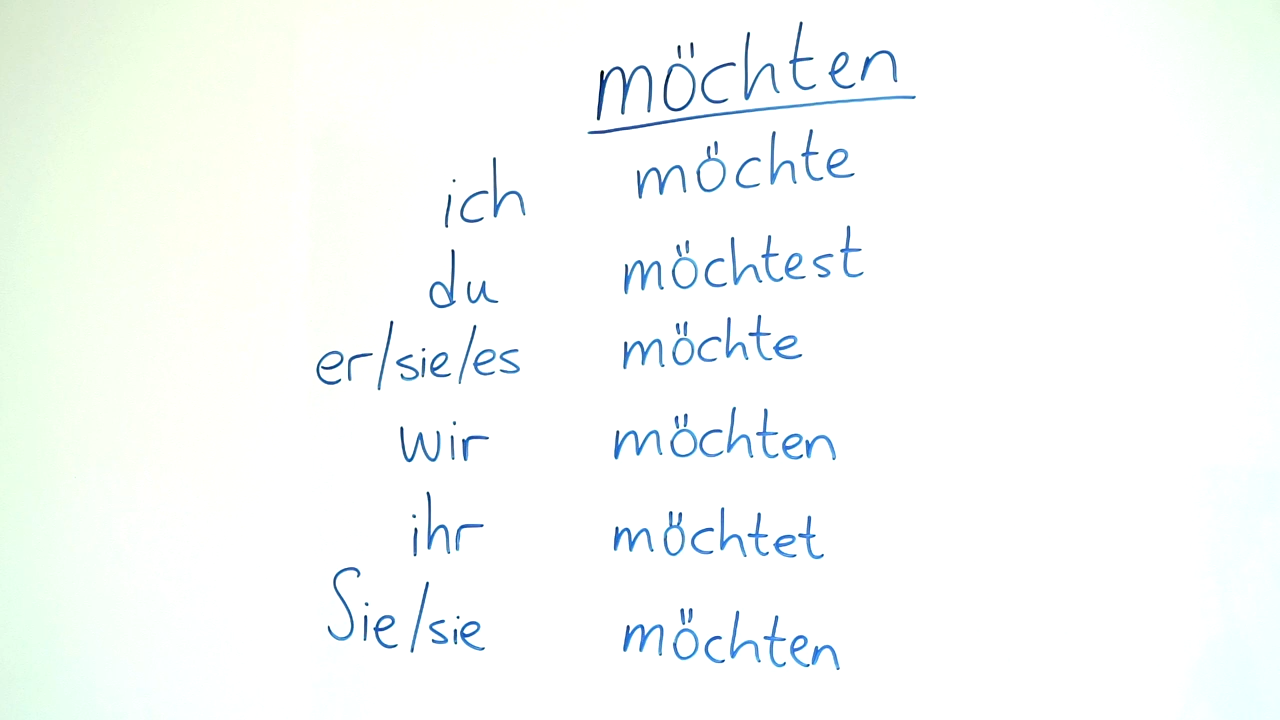 möchten
ich möchte
du möchtest
er/sie/es möchte
wir möchten
ihr möchtet
Sie/sie möchten